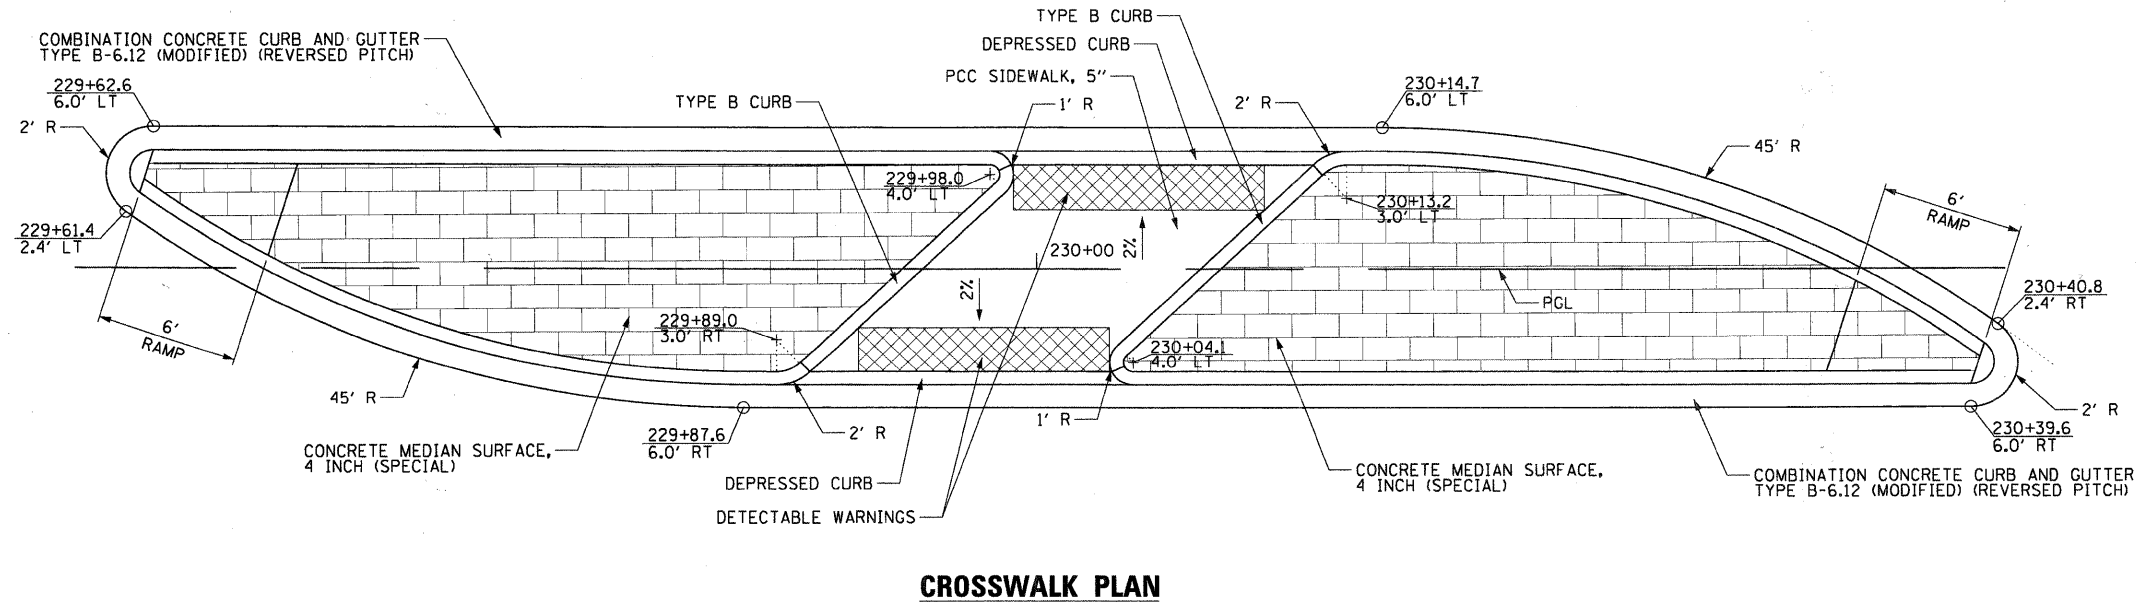 TYPE B CURB
COMBINATION CONCRETE CURB AND GUTTER
TYPE B-6.12 (MODIFIED) (REVERSED PITCH)
DEPRESSED CURB
PCC SIDEWALK, 5"
229+62.6
6.0' LT
TYPE B CURB
1' R
2' R
230+14.7
6.0' LT
2' R
45' R
229+98.0
4.0' LT
230+13.2
3.0' LT
6'
RAMP
229+61.4
2.4' LT
230+00
2%
2%
PGL
230+40.8
2.4' RT
6'
RAMP
229+89.0
3.0' RT
230+04.1
4.0' LT
45' R
1' R
2' R
2' R
229+87.6
6.0' RT
230+39.6
6.0' RT
CONCRETE MEDIAN SURFACE,
4 INCH (SPECIAL)
CONCRETE MEDIAN SURFACE,
4 INCH (SPECIAL)
COMBINATION CONCRETE CURB AND GUTTER
TYPE B-6.12 (MODIFIED) (REVERSED PITCH)
DEPRESSED CURB
DETECTABLE WARNINGS
CROSSWALK PLAN